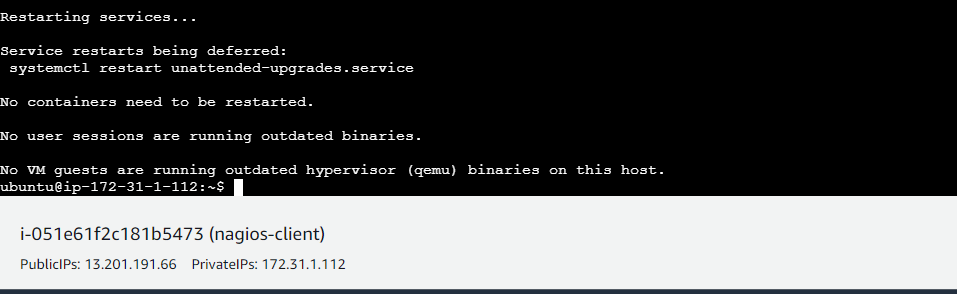 Restarting services...
Service restarts being deferred:
systemctl restart unattended-upgrades.service
No containers need to be restarted.
No user sessions are running outdated binaries.
No VM guests are running outdated hypervisor (qemu) binaries on this host.
ubuntu@ip-172-31-1-112:~$
i-051e61f2c181b5473 (nagios-client)
PublicIPs: 13.201.191.66 PrivateIPs: 172.31.1.112